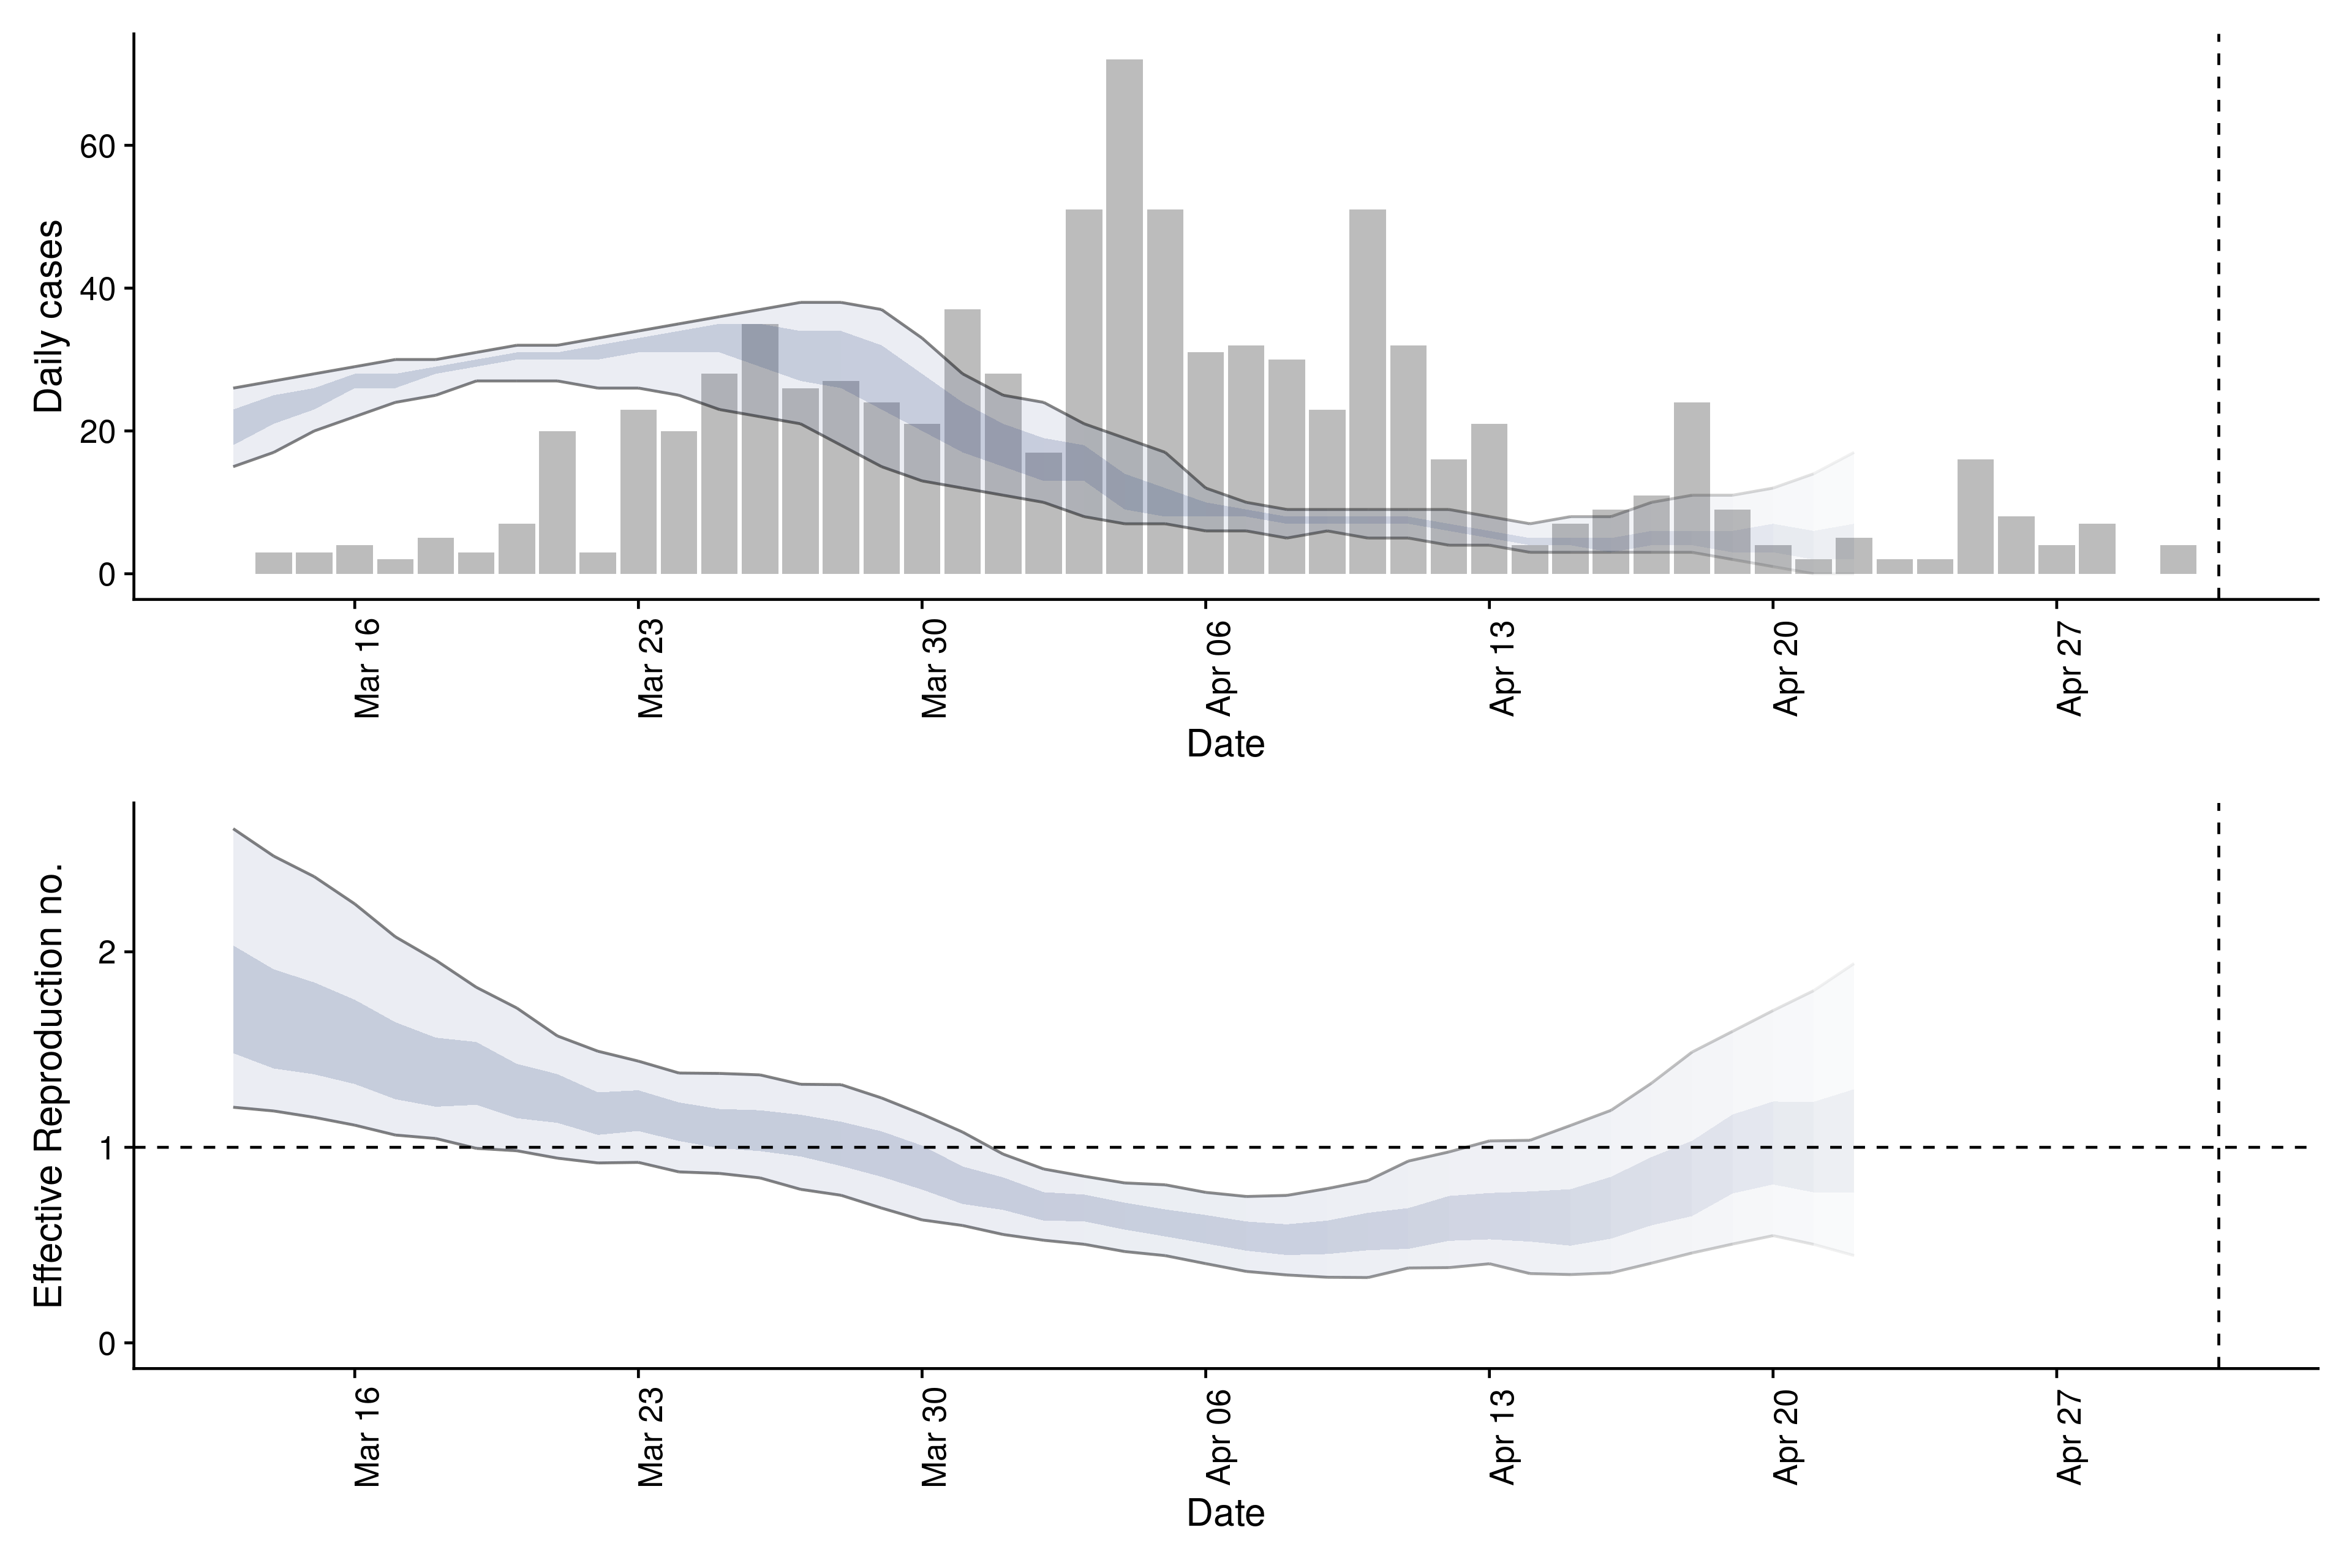 Daily cases
60
40
20
0
Mar 16
Mar 23
Mar 30
Apr 06
Apr 13
Apr 20
Apr 27
Date
Effective Reproduction no.
2
1
0
Mar 16
Mar 23
Mar 30
Apr 06
Apr 13
Apr 20
Apr 27
Date